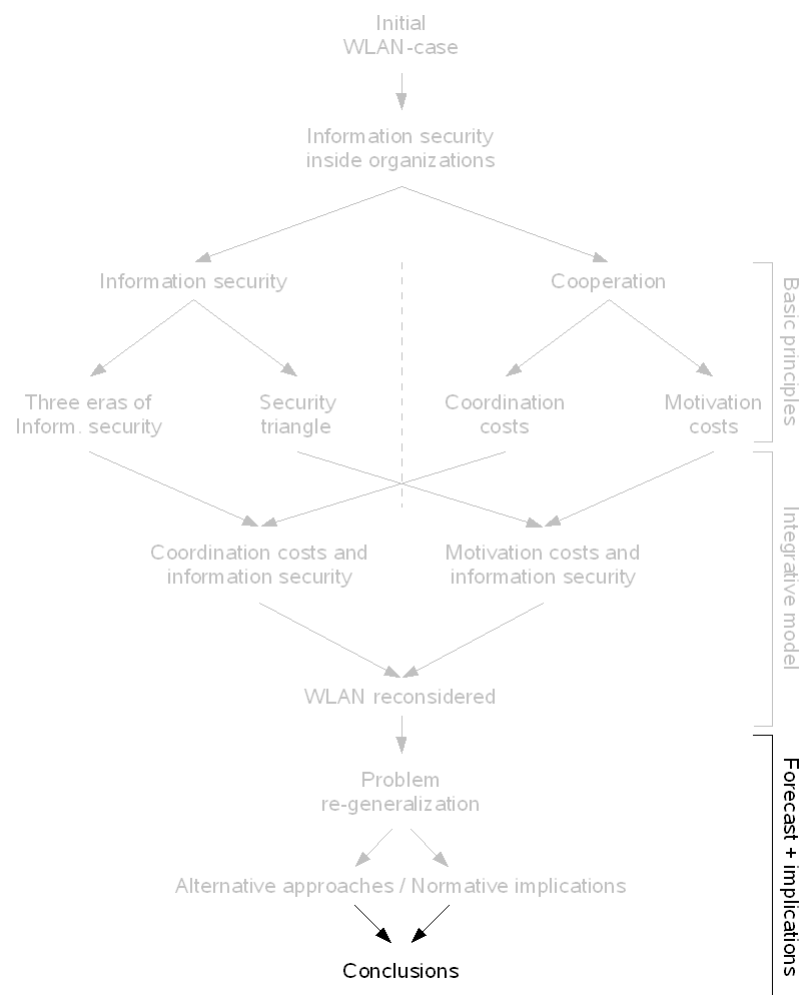 Initial
WLAN-case
Information security
inside organizations
Information security
Cooperation
Basic principles
Three eras of
Inform. security
Security
triangle
Coordination
costs
Motivation
costs
Integrative model
Coordination costs and
information security
Motivation costs and
information security
WLAN reconsidered
Forecast + implications
Problem
re-generalization
Alternative approaches / Normative implications
Conclusions